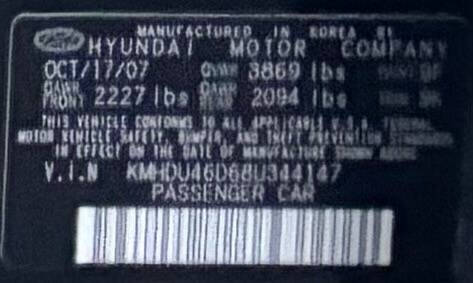 MANUFACTURED IN KOREA BY
HYUNDAI MOTOR COMPANY
OCT/17/07 GVWR 3869 lbs
GAWR FRONT 2227 lbs GAWR REAR 2094 lbs
THIS VEHICLE CONFORMS TO ALL APPLICABLE U.S.A. FEDERAL
MOTOR VEHICLE SAFETY, BUMPER, AND THEFT PREVENTION STANDARDS
IN EFFECT ON THE DATE OF MANUFACTURE SHOWN ABOVE
V.I.N KMHDU46D68U344147
PASSENGER CAR